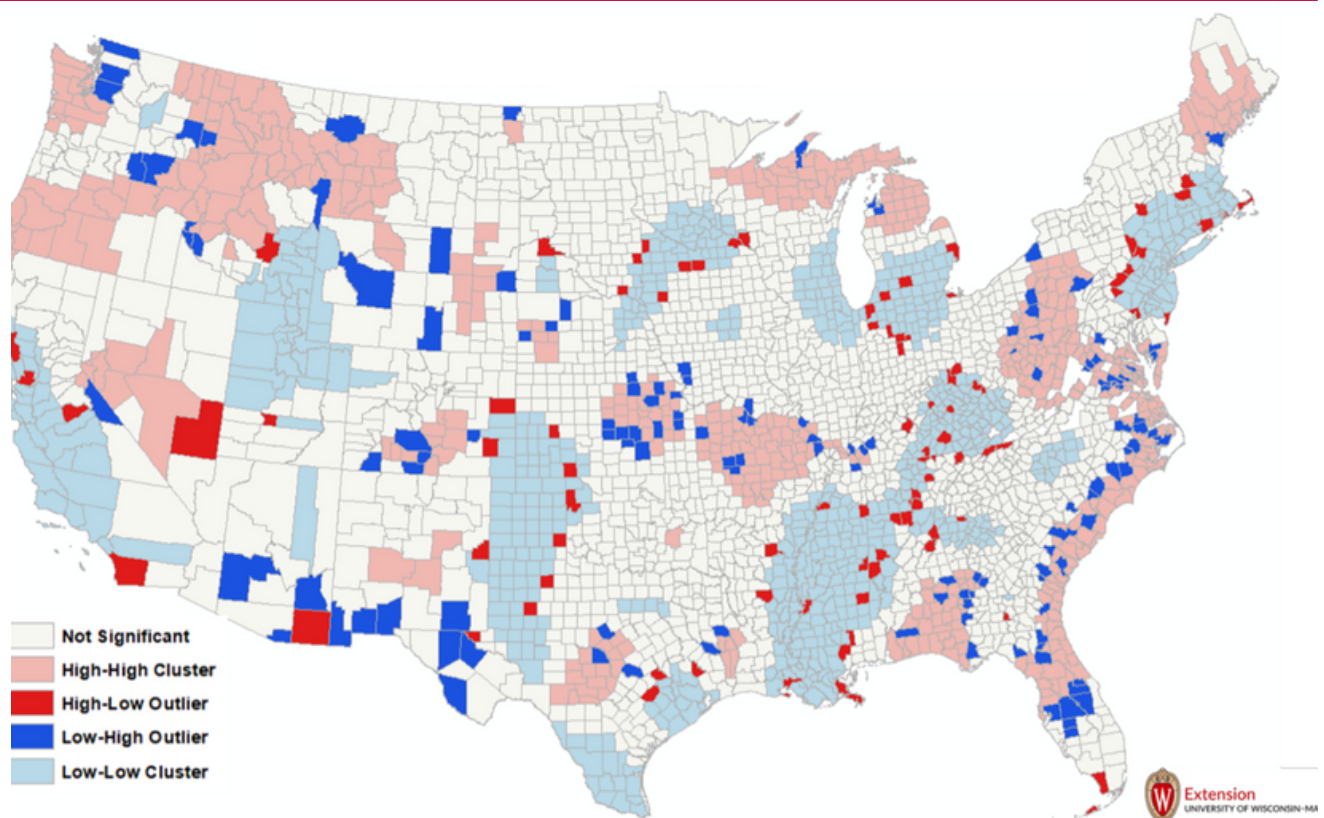 Not Significant
High-High Cluster
High-Low Outlier
Low-High Outlier
Low-Low Cluster
W
Extension
UNIVERSITY OF WISCONSIN-MA